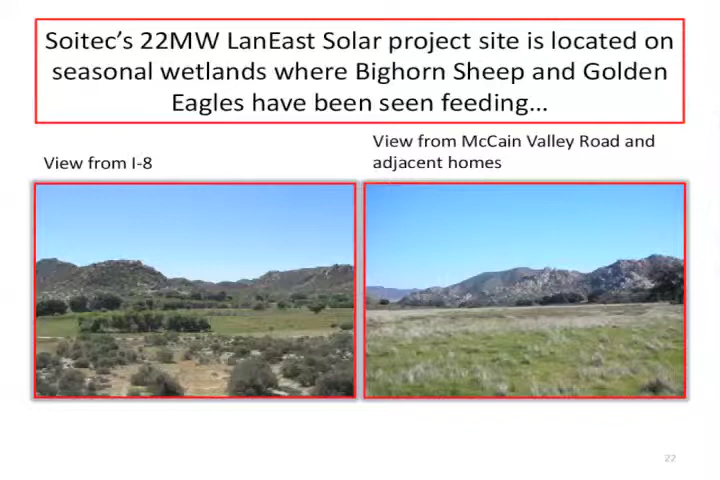 Soitec’s 22MW LanEast Solar project site is located on
seasonal wetlands where Bighorn Sheep and Golden
Eagles have been seen feeding…
View from I-8
View from McCain Valley Road and
adjacent homes
22